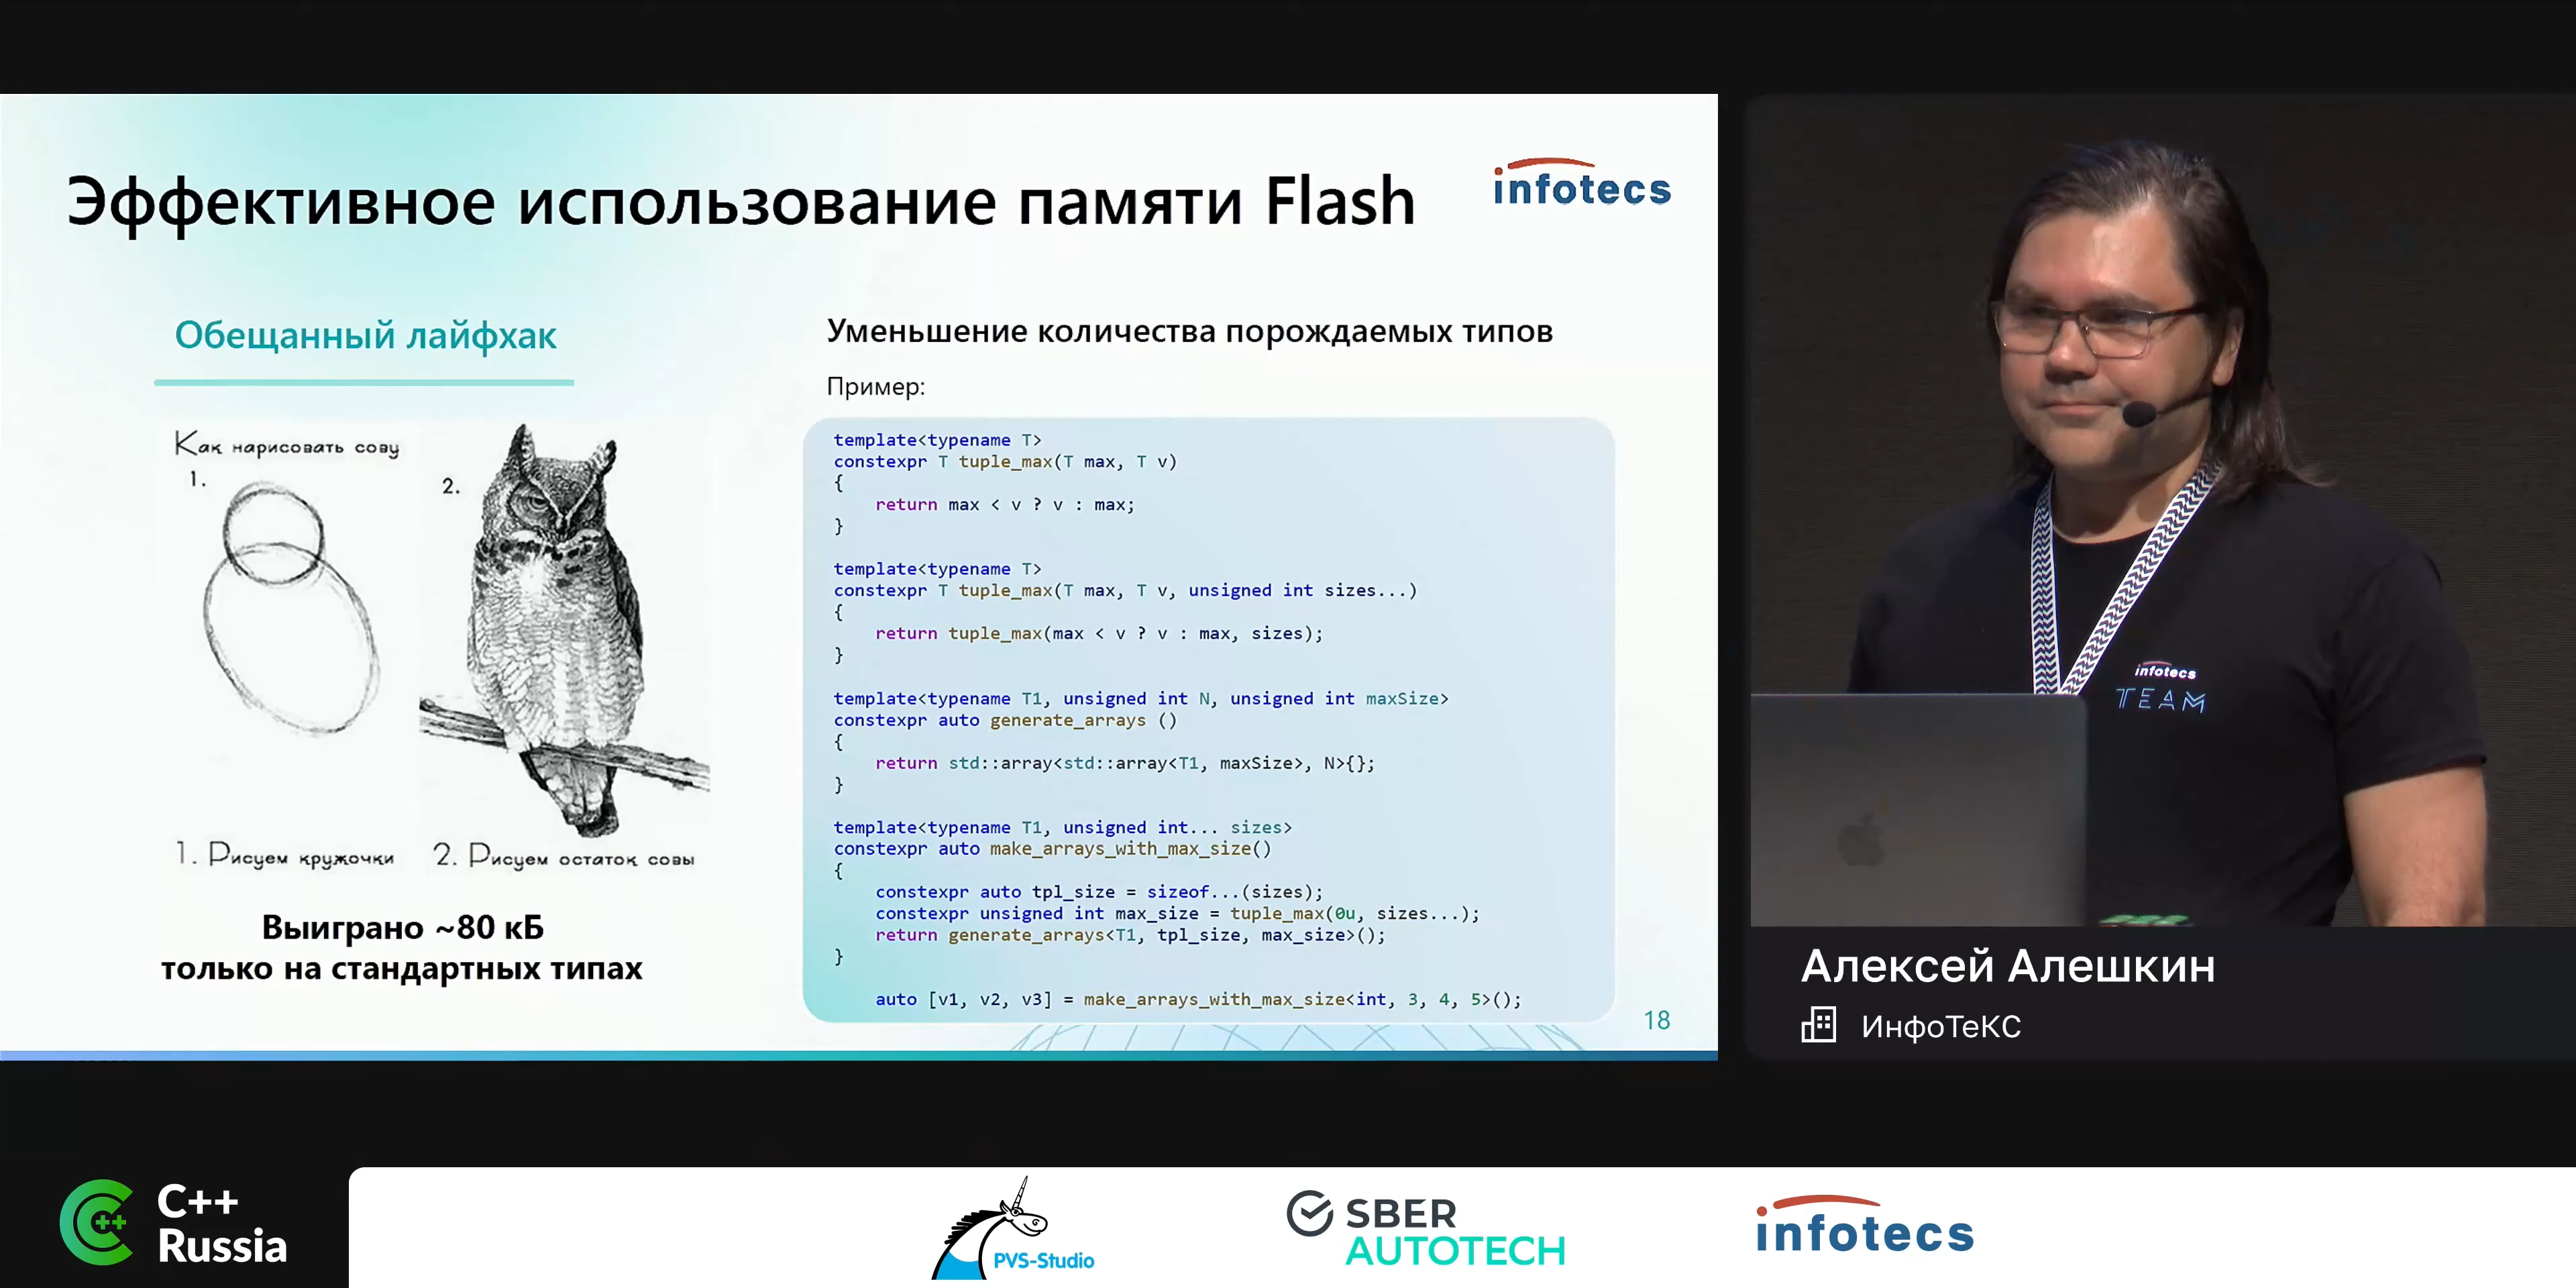 Эффективное использование памяти Flash
infotecs
Обещанный лайфхак
Как нарисовать сову
1.
2.
1. Рисуем кружочки
2. Рисуем остаток совы
Выиграно ~80 кБ
только на стандартных типах
Уменьшение количества порождаемых типов
Пример:
template<typename T>
constexpr T tuple_max(T max, T v)
{
    return max < v ? v : max;
}
template<typename T>
constexpr T tuple_max(T max, T v, unsigned int sizes...)
{
    return tuple_max(max < v ? v : max, sizes);
}
template<typename T1, unsigned int N, unsigned int maxSize>
constexpr auto generate_arrays ()
{
    return std::array<std::array<T1, maxSize>, N>{};
}
template<typename T1, unsigned int... sizes>
constexpr auto make_arrays_with_max_size()
{
    constexpr auto tpl_size = sizeof...(sizes);
    constexpr unsigned int max_size = tuple_max(0u, sizes...);
    return generate_arrays<T1, tpl_size, max_size>();
}
    auto [v1, v2, v3] = make_arrays_with_max_size<int, 3, 4, 5>();
18
infotecs
TEAM
Алексей Алешкин
ИнфоТеКС
C++
Russia
PVS-Studio
SBER
AUTOTECH
infotecs